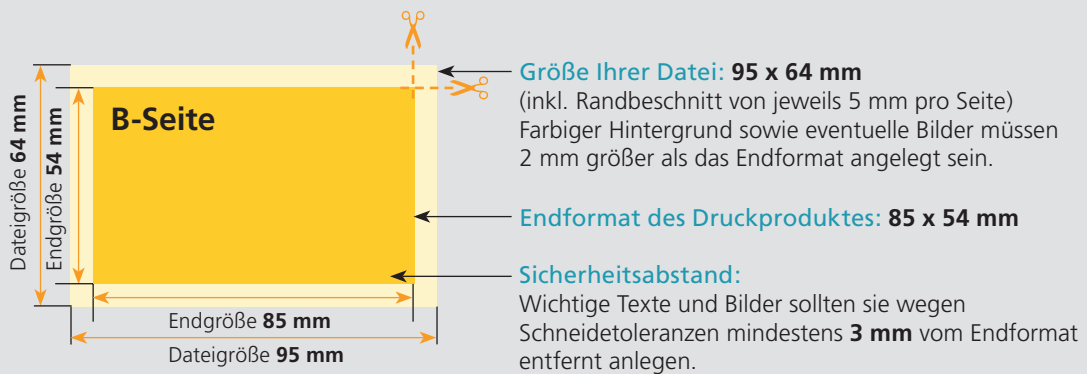 B-Seite
Dateigröße 64 mm
Endgröße 54 mm
Endgröße 85 mm
Dateigröße 95 mm
Größe Ihrer Datei: 95 x 64 mm
(inkl. Randbeschnitt von jeweils 5 mm pro Seite)
Farbiger Hintergrund sowie eventuelle Bilder müssen
2 mm größer als das Endformat angelegt sein.
Endformat des Druckproduktes: 85 x 54 mm
Sicherheitsabstand:
Wichtige Texte und Bilder sollten sie wegen
Schneidetoleranzen mindestens 3 mm vom Endformat
entfernt anlegen.